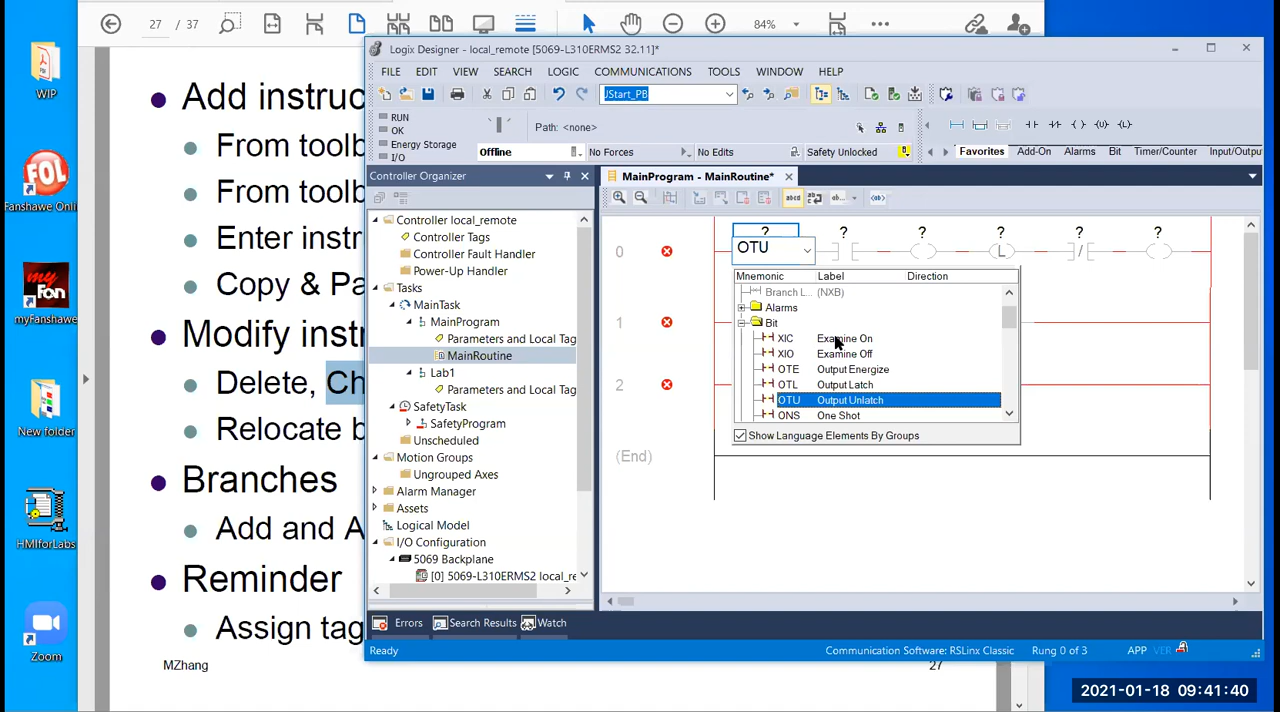 27 / 37
84%
WIP
Fanshawe Onli
myFanshawe
New folder
HMIforLabs
Zoom
Add instruc
From toolb
From toolb
Enter instr
Copy & Pa
Modify inst
Delete, Ch
Relocate b
Branches
Add and A
Reminder
Assign tag
MZhang
27
Logix Designer - local_remote [5069-L310ERMS2 32.11]*
FILE EDIT VIEW SEARCH LOGIC COMMUNICATIONS TOOLS WINDOW HELP
JStart_PB
RUN
OK
Energy Storage
I/O
Path: <none>
Offline
No Forces
No Edits
Safety Unlocked
Favorites Add-On Alarms Bit Timer/Counter Input/Output
Controller Organizer
MainProgram - MainRoutine*
Controller local_remote
Controller Tags
Controller Fault Handler
Power-Up Handler
Tasks
MainTask
MainProgram
Parameters and Local Tag
MainRoutine
Lab1
Parameters and Local Tag
SafetyTask
SafetyProgram
Unscheduled
Motion Groups
Ungrouped Axes
Alarm Manager
Assets
Logical Model
I/O Configuration
5069 Backplane
[0] 5069-L310ERMS2 local_re
? ? ? ? ? ?
0
OTU
L
/
1
2
(End)
Mnemonic Label Direction
Branch L... (NXB)
Alarms
Bit
XIC Examine On
XIO Examine Off
OTE Output Energize
OTL Output Latch
OTU Output Unlatch
ONS One Shot
Show Language Elements By Groups
Errors Search Results Watch
Ready
Communication Software: RSLinx Classic
Rung 0 of 3
APP
VER
2021-01-18 09:41:40